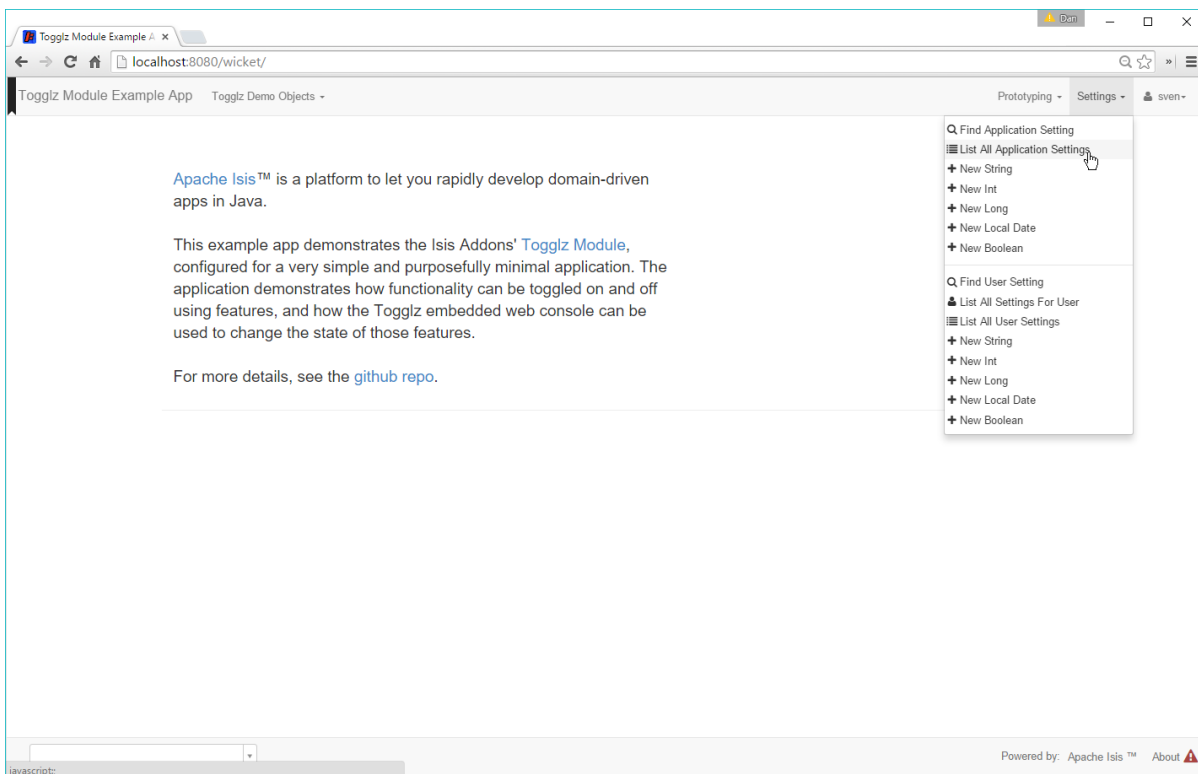 Dan
Togglz Module Example A
localhost:8080/wicket/
Togglz Module Example App Togglz Demo Objects Prototyping Settings sven
Find Application Setting
List All Application Settings
New String
New Int
New Long
New Local Date
New Boolean
Find User Setting
List All Settings For User
List All User Settings
New String
New Int
New Long
New Local Date
New Boolean
Apache Isis™ is a platform to let you rapidly develop domain-driven
apps in Java.
This example app demonstrates the Isis Addons' Togglz Module,
configured for a very simple and purposefully minimal application. The
application demonstrates how functionality can be toggled on and off
using features, and how the Togglz embedded web console can be
used to change the state of those features.
For more details, see the github repo.
Powered by: Apache Isis ™ About
javascript:;